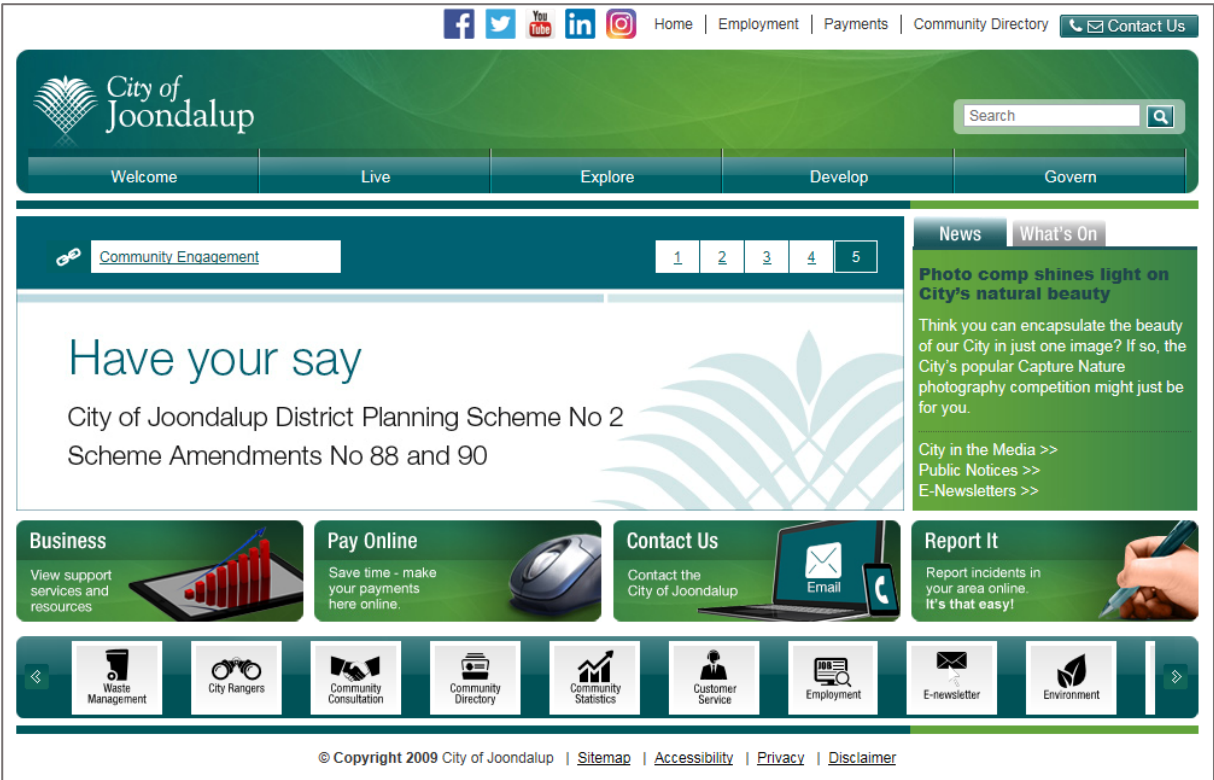 You
Tube
Home | Employment | Payments | Community Directory
Contact Us
City of
Joondalup
Search
Welcome
Live
Explore
Develop
Govern
Community Engagement
1 2 3 4 5
Have your say
City of Joondalup District Planning Scheme No 2
Scheme Amendments No 88 and 90
News
What's On
Photo comp shines light on
City's natural beauty
Think you can encapsulate the beauty
of our City in just one image? If so, the
City's popular Capture Nature
photography competition might just be
for you.
City in the Media >>
Public Notices >>
E-Newsletters >>
Business
View support
services and
resources
Pay Online
Save time - make
your payments
here online.
Contact Us
Contact the
City of Joondalup
Email
Report It
Report incidents in
your area online.
It's that easy!
Waste
Management
City Rangers
Community
Consultation
Community
Directory
Community
Statistics
Customer
Service
JOB
Employment
E-newsletter
Environment
© Copyright 2009 City of Joondalup | Sitemap | Accessibility | Privacy | Disclaimer